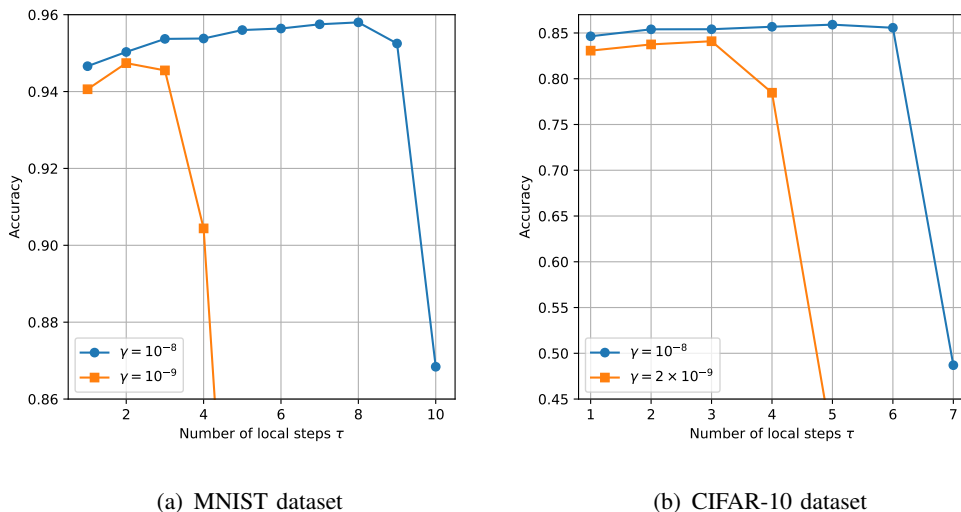 0.96
0.94
0.92
0.90
0.88
0.86
Accuracy
γ = 10⁻⁸
γ = 10⁻⁹
2 4 6 8 10
Number of local steps τ
(a) MNIST dataset
0.85
0.80
0.75
0.70
0.65
0.60
0.55
0.50
0.45
Accuracy
γ = 10⁻⁸
γ = 2 × 10⁻⁹
1 2 3 4 5 6 7
Number of local steps τ
(b) CIFAR-10 dataset